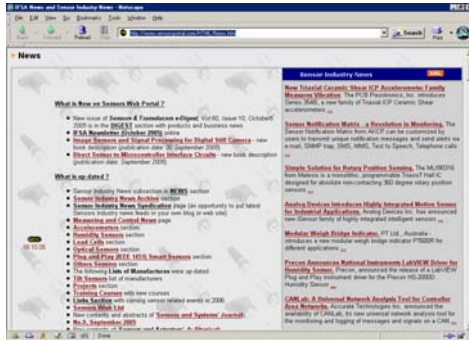 IFSA News and Sensor Industry News - Netscape
File Edit View Go Bookmarks Tools Window Help
Reload
Search
Print
News
What is New on Sensors Web Portal ?
New issue of Sensors & Transducers e-Digest, Vol.60, Issue 10, October
2005 is in the DIGEST section with products and business news.
IFSA Newsletter (October 2005) online
Image Sensors and Signal Processing for Digital Still Camera - new
book description (publication date: September 2005)
Direct Sensor-to-Microcontroller Interface Circuits - new book description
(publication date: September 2005)
What is up-dated ?
Sensor Industry News subsection in NEWS section
Sensor Industry News Archive section
Sensor Industry News Syndication page (an opportunity to put latest
Sensors Industry news feeds in your own blog or web site)
Measuring and Control News page
Accelerometers section
Humidity Sensors section
Load Cells section
Optical Sensors section
Plug-and-Play (IEEE 1451) Smart Sensors section
Others Sensors section
The following Lists of Manufacturers were up-dated:
Tilt Sensors list of manufacturers
Projects section
Training Courses with new courses
Links Section with coming sensor related events in 2006
Sensors Wish List
New contents and abstracts of 'Sensors and Systems' Journal:
No.9, September 2005
Sensor Industry News
New Triaxial Ceramic Shear ICP Accelerometer Family
Measures Vibration. The PCB Piezotronics, Inc. introduces
Series 354B, a new family of Triaxial ICP Ceramic Shear
accelerometers ...
Sensor Notification Matrix - a Revolution in Monitoring. The
Sensor Notification Matrix from AKCP can be customized by
users to transmit unique notification messages and send alerts via
e-mail, SNMP trap, SMS, MMS, Text to Speech, Telephone calls
...
Simple Solution for Rotary Position Sensing. The MLX90316
from Melexis is a monolithic, programmable Triaxis Hall IC
designed for absolute non-contacting 360 degree rotary position
sensors ...
Analog Devices Introduces Highly Integrated Motion Sensor
for Industrial Applications. Analog Devices Inc. has announced
new iSensor family of highly integrated intelligent sensors ...
Modular Weigh Bridge Indicator. PT Ltd., Australia -
introduces a new modular weigh bridge indicator PT600R for
different applications ...
Precon Announces National Instruments LabVIEW Driver for
Humidity Sensor. Precon, announced the release of a LabVIEW
Plug and Play instrument driver for the Precon HS-2000D
Humidity Sensor ...
CANLab: A Universal Network Analysis Tool for Controller
Area Networks. Accurate Technologies Inc. announced the
availability of CANLab, its new universal network analysis tool for
the monitoring and logging of messages and signals on a CAN ...
Done